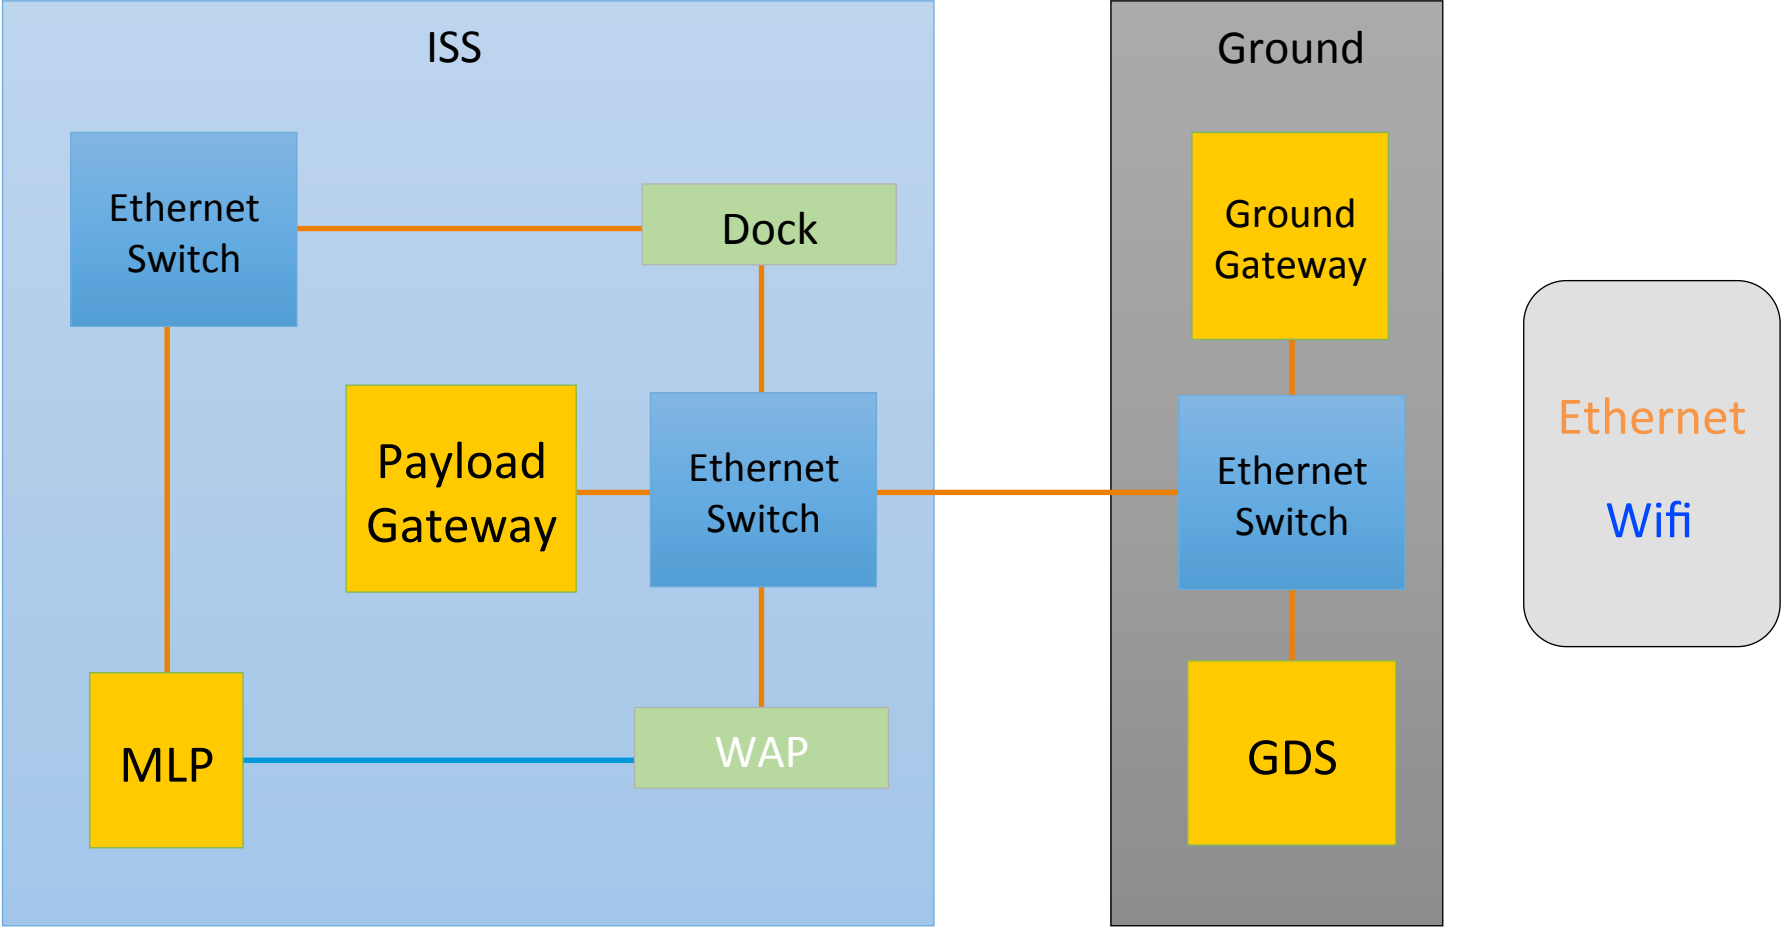 ISS
Ethernet
Switch
Dock
Payload
Gateway
Ethernet
Switch
MLP
WAP
Ground
Ground
Gateway
Ethernet
Switch
GDS
Ethernet
Wifi